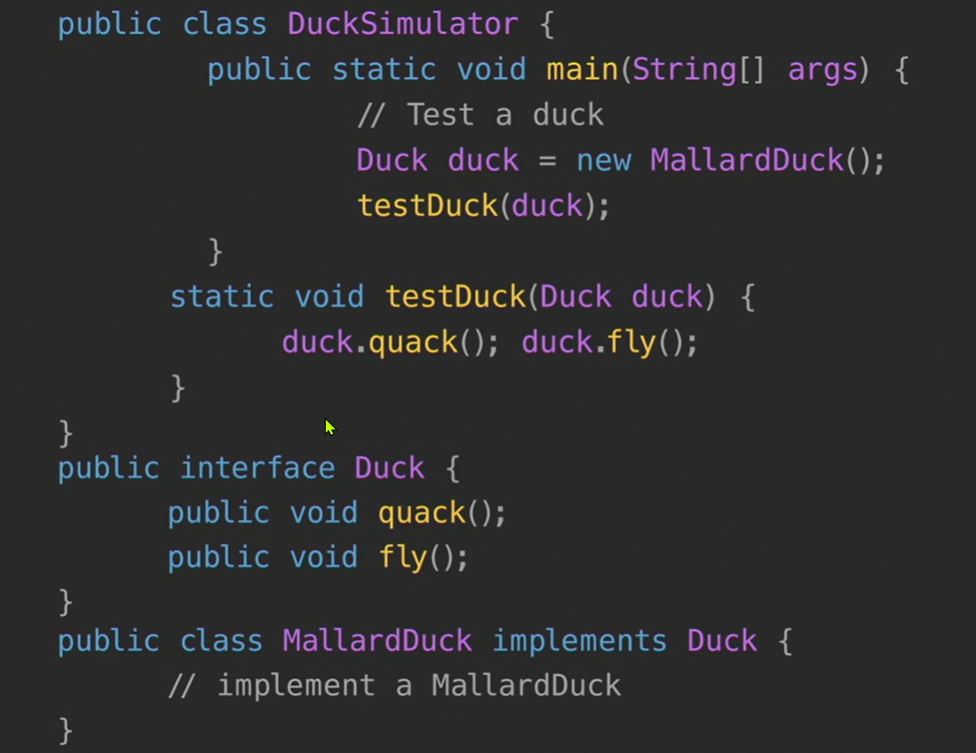 public class DuckSimulator {
public static void main(String[] args) {
// Test a duck
Duck duck = new MallardDuck();
testDuck(duck);
}
static void testDuck(Duck duck) {
duck.quack(); duck.fly();
}
}
public interface Duck {
public void quack();
public void fly();
}
public class MallardDuck implements Duck {
// implement a MallardDuck
}